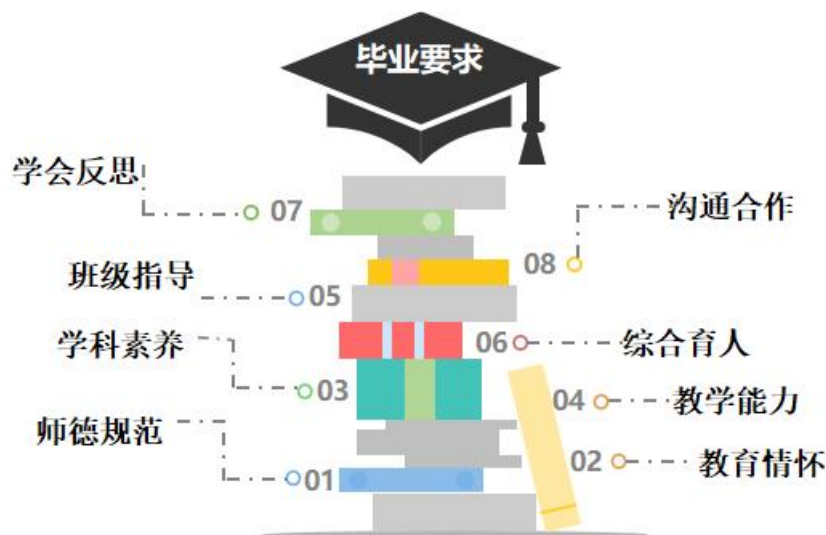 毕业要求
学会反思
07
沟通合作
08
班级指导
05
综合育人
06
学科素养
03
教学能力
04
师德规范
01
教育情怀
02